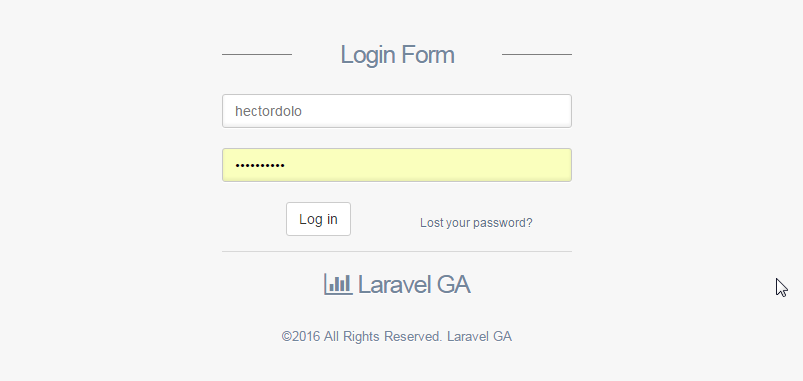 Login Form
hectordolo
••••••••••
Log in Lost your password?
Laravel GA
©2016 All Rights Reserved. Laravel GA